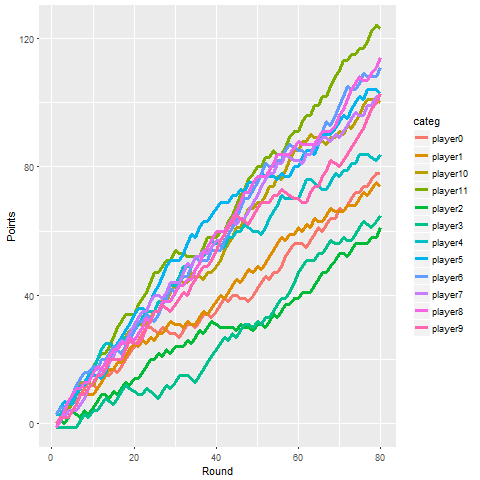 120
80
40
0
Points
0
20
40
60
80
Round
categ
player0
player1
player10
player11
player2
player3
player4
player5
player6
player7
player8
player9